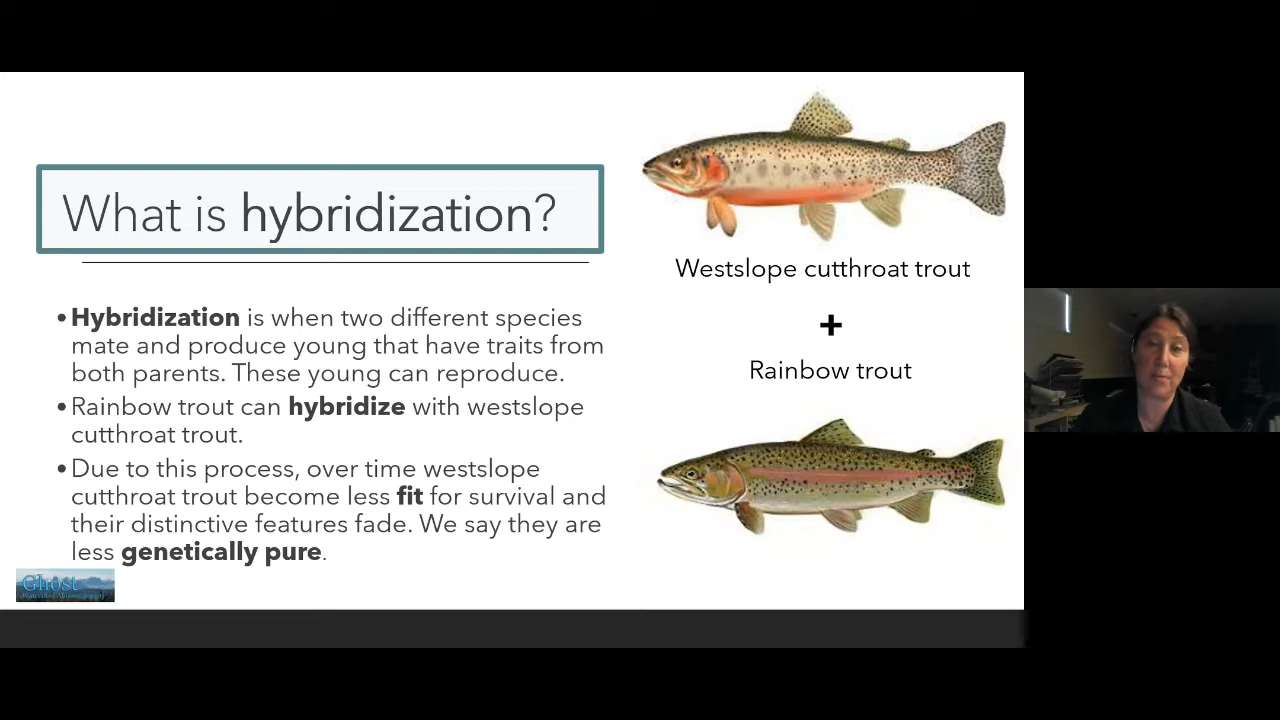 What is hybridization?
•Hybridization is when two different species
mate and produce young that have traits from
both parents. These young can reproduce.
•Rainbow trout can hybridize with westslope
cutthroat trout.
•Due to this process, over time westslope
cutthroat trout become less fit for survival and
their distinctive features fade. We say they are
less genetically pure.
Westslope cutthroat trout
+
Rainbow trout
Ghost
Watershed Alliance Society